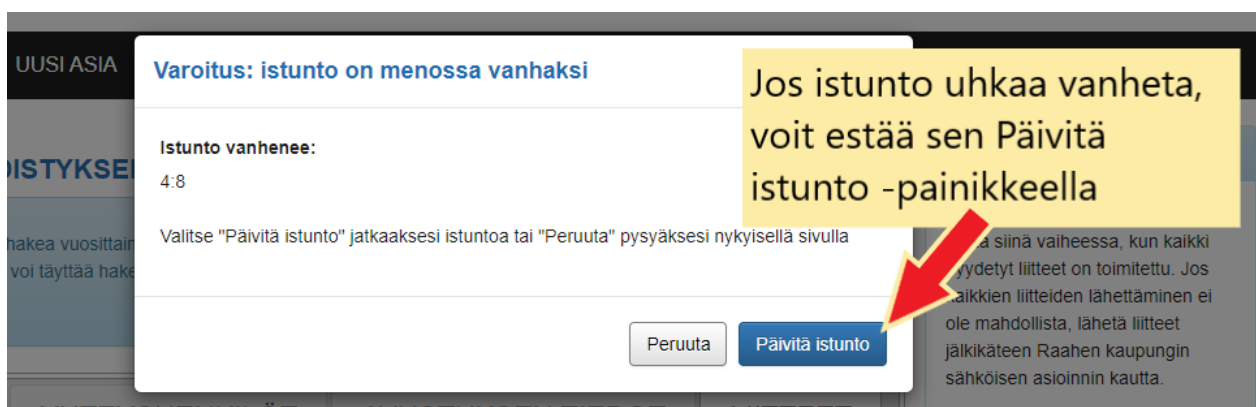 UUSI ASIA
Varoitus: istunto on menossa vanhaksi
Jos istunto uhkaa vanheta,
voit estää sen Päivitä
istunto -painikkeella
Istunto vanhenee:
4:8
Valitse "Päivitä istunto" jatkaaksesi istuntoa tai "Peruuta" pysyäksesi nykyisellä sivulla
Peruuta
Päivitä istunto
DISTYKSE
hakea vuosittain
voi täyttää hake
siinä vaiheessa, kun kaikki
liitteet on toimitettu. Jos
kaikkien liitteiden lähettäminen ei
ole mahdollista, lähetä liitteet
jälkikäteen Raahen kaupungin
sähköisen asioinnin kautta.